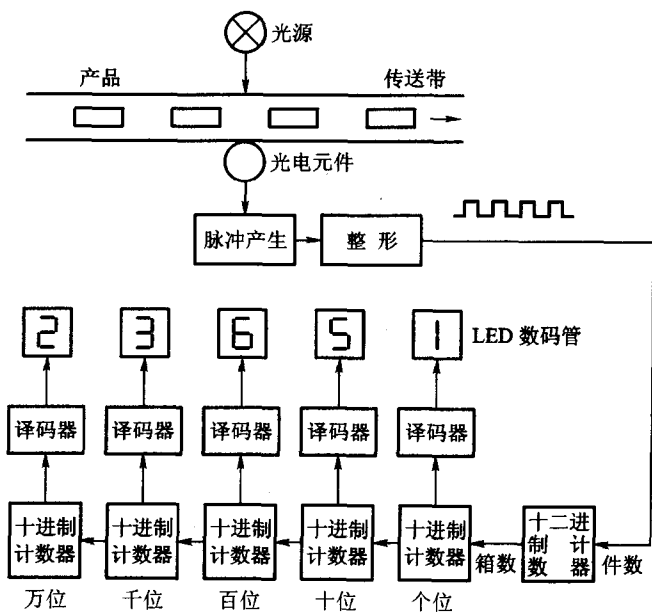 光源
产品
传送带
光电元件
脉冲产生
整形
2 3 6 5 1
LED 数码管
译码器 译码器 译码器 译码器 译码器
十进制 十进制 十进制 十进制 十进制 十二进
计数器 计数器 计数器 计数器 计数器 箱数 制计 件数
数器
万位 千位 百位 十位 个位